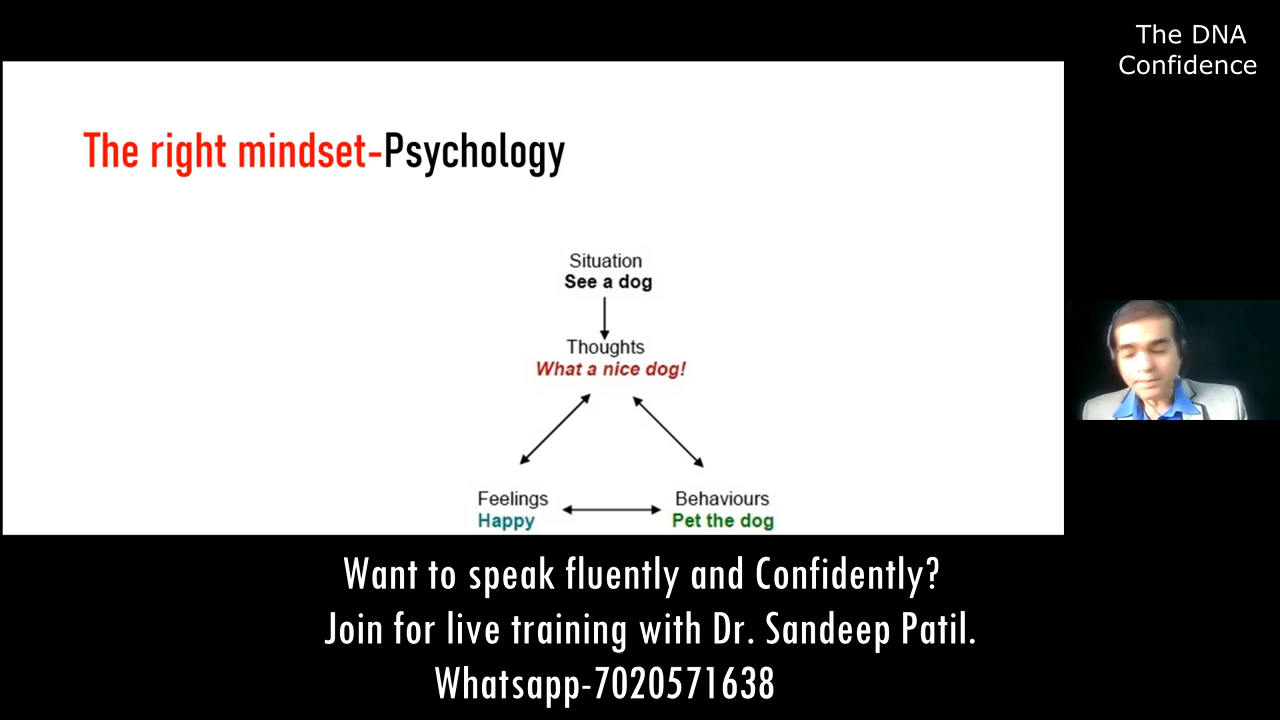 The DNA
Confidence
The right mindset-Psychology
Situation
See a dog
Thoughts
What a nice dog!
Feelings
Happy
Behaviours
Pet the dog
Want to speak fluently and Confidently?
Join for live training with Dr. Sandeep Patil.
Whatsapp-7020571638